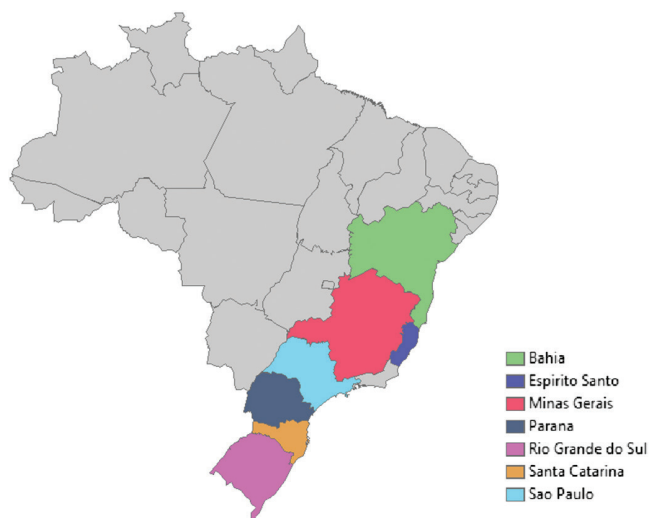 Bahia
Espirito Santo
Minas Gerais
Parana
Rio Grande do Sul
Santa Catarina
Sao Paulo